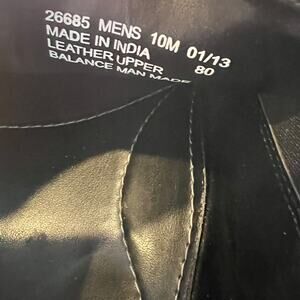 26685 MENS 10M 01/13
MADE IN INDIA
LEATHER UPPER 80
BALANCE MAN MADE